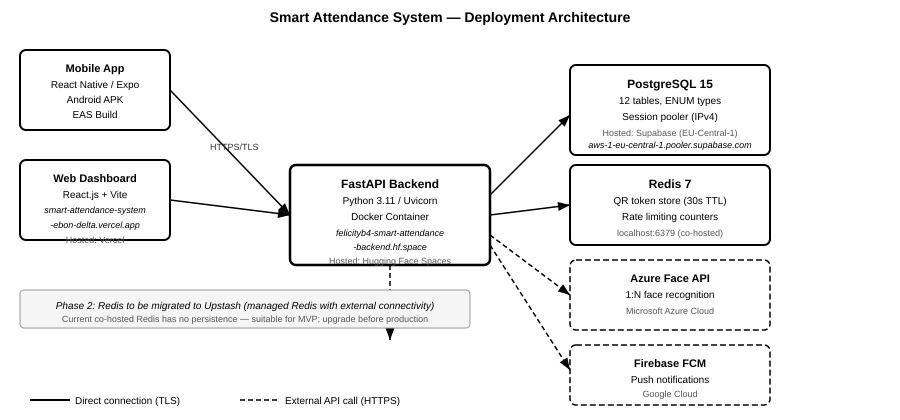 Smart Attendance System — Deployment Architecture
Mobile App
React Native / Expo
Android APK
EAS Build
HTTPS/TLS
Web Dashboard
React.js + Vite
smart-attendance-system
-ebon-delta.vercel.app
Hosted: Vercel
FastAPI Backend
Python 3.11 / Uvicorn
Docker Container
felicityb4-smart-attendance
-backend.hf.space
Hosted: Hugging Face Spaces
PostgreSQL 15
12 tables, ENUM types
Session pooler (IPv4)
Hosted: Supabase (EU-Central-1)
aws-1-eu-central-1.pooler.supabase.com
Redis 7
QR token store (30s TTL)
Rate limiting counters
localhost:6379 (co-hosted)
Azure Face API
1:N face recognition
Microsoft Azure Cloud
Firebase FCM
Push notifications
Google Cloud
Phase 2: Redis to be migrated to Upstash (managed Redis with external connectivity)
Current co-hosted Redis has no persistence — suitable for MVP; upgrade before production
Direct connection (TLS)
External API call (HTTPS)